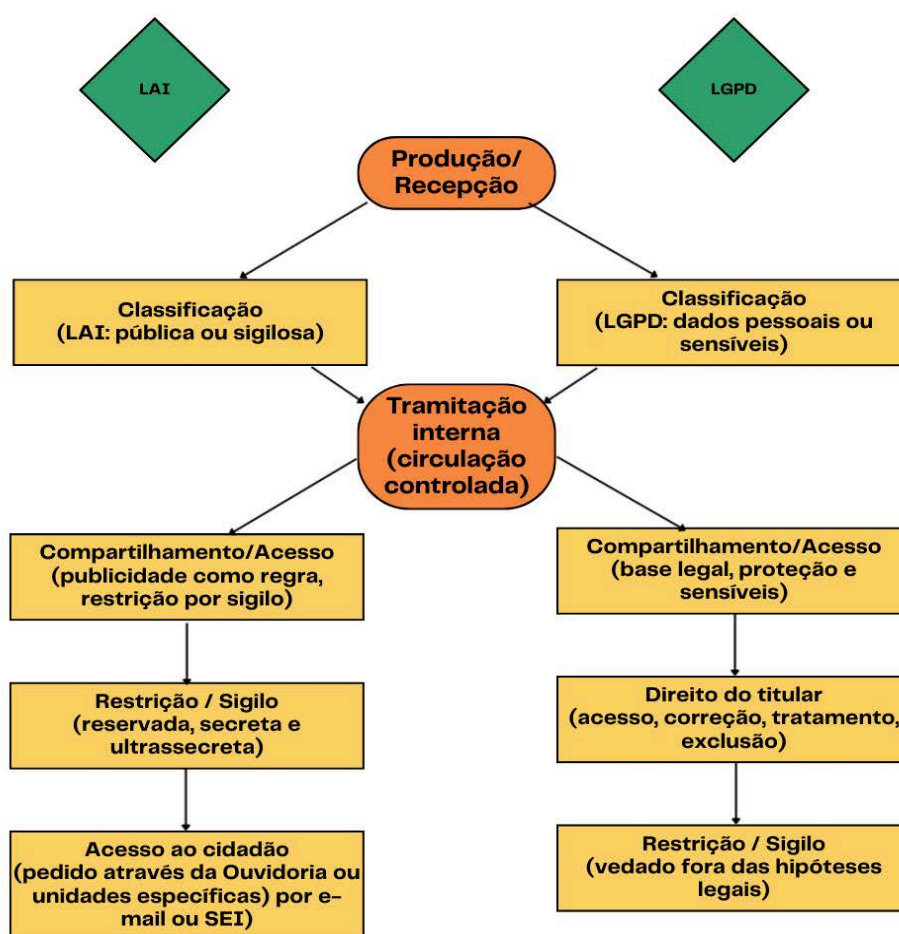 LAI
LGPD
Produção/
Recepção
Classificação
(LAI: pública ou sigilosa)
Classificação
(LGPD: dados pessoais ou
sensíveis)
Tramitação
interna
(circulação
controlada)
Compartilhamento/Acesso
(publicidade como regra,
restrição por sigilo)
Compartilhamento/Acesso
(base legal, proteção e
sensíveis)
Restrição / Sigilo
(reservada, secreta e
ultrassecreta)
Direito do titular
(acesso, correção, tratamento,
exclusão)
Acesso ao cidadão
(pedido através da Ouvidoria ou
unidades específicas) por e-
mail ou SEI)
Restrição / Sigilo
(vedado fora das hipóteses
legais)